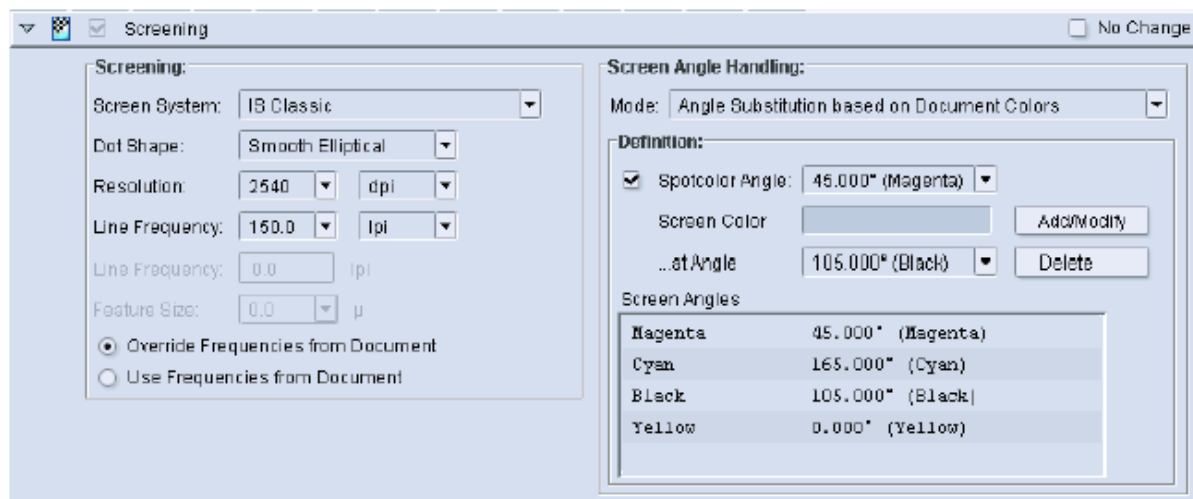 Screening
No Change
Screening:
Screen System: IS Classic
Dot Shape: Smooth Elliptical
Resolution: 2540 dpi
Line Frequency: 150.0 lpi
Line Frequency: 0.0 lpi
Feature Size: 0.0 µ
Override Frequencies from Document
Use Frequencies from Document
Screen Angle Handling:
Mode: Angle Substitution based on Document Colors
Definition:
Spotcolor Angle: 45.000° (Magenta)
Screen Color Add/Modify
...at Angle 105.000° (Black) Delete
Screen Angles
Magenta 45.000° (Magenta)
Cyan 165.000° (Cyan)
Black 105.000° (Black)
Yellow 0.000° (Yellow)